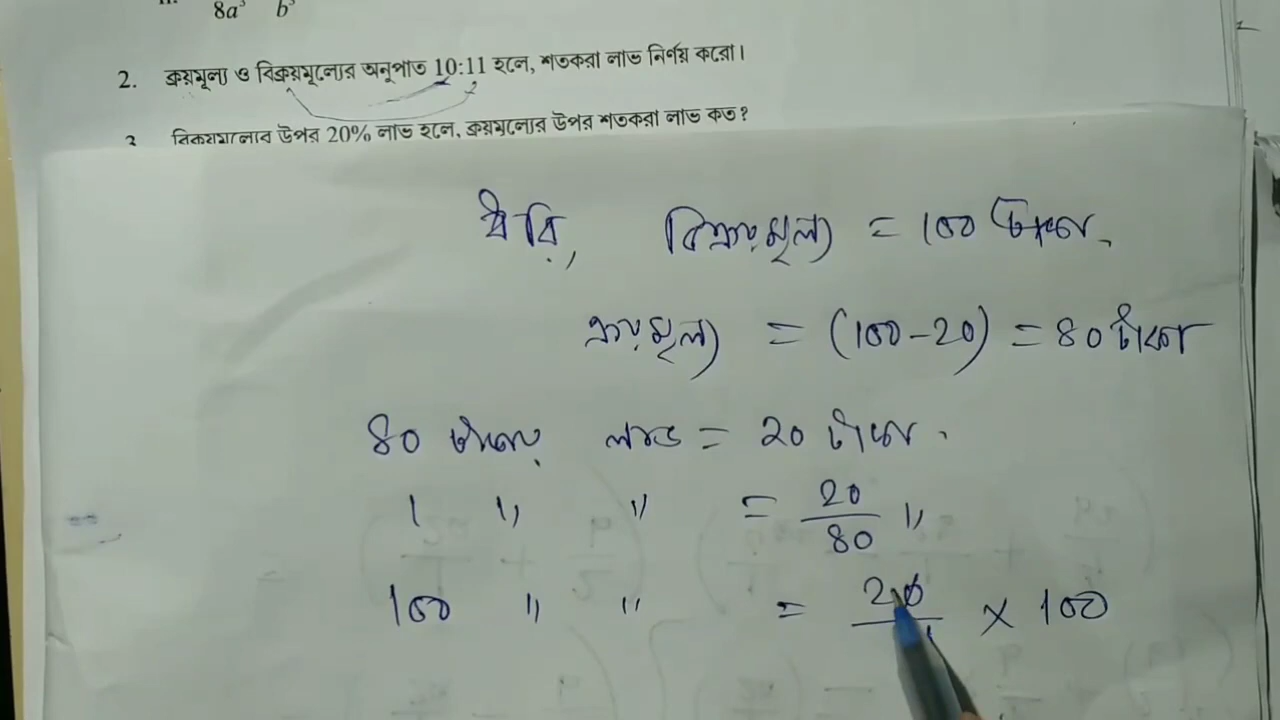 8a³ b³
2. ক্রয়মূল্য ও বিক্রয়মূল্যের অনুপাত 10:11 হলে, শতকরা লাভ নির্ণয় করো।
3 বিক্রয়মূল্যের উপর 20% লাভ হলে, ক্রয়মূল্যের উপর শতকরা লাভ কত?
ধরি, বিক্রয়মূল্য = 100 টাকা,
ক্রয়মূল্য = (100-20) = 80 টাকা
80 টাকায় লাভ = 20 টাকা.
1 " " = 20/80 "
100 " " = 20/ × 100